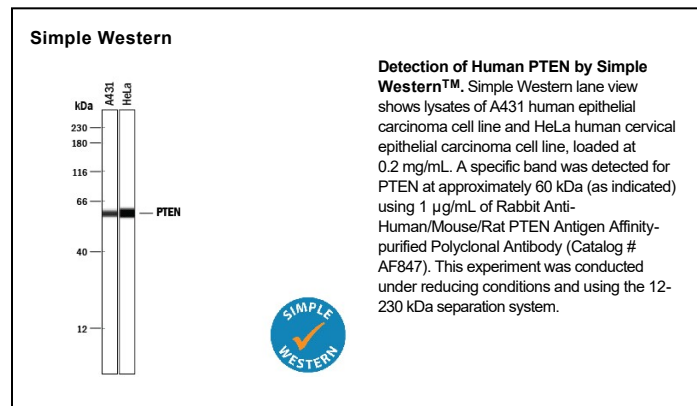 Simple Western
kDa
A431
HeLa
230
180
116
66
PTEN
40
12
SIMPLE
WESTERN
Detection of Human PTEN by Simple
Western™. Simple Western lane view
shows lysates of A431 human epithelial
carcinoma cell line and HeLa human cervical
epithelial carcinoma cell line, loaded at
0.2 mg/mL. A specific band was detected for
PTEN at approximately 60 kDa (as indicated)
using 1 µg/mL of Rabbit Anti-
Human/Mouse/Rat PTEN Antigen Affinity-
purified Polyclonal Antibody (Catalog #
AF847). This experiment was conducted
under reducing conditions and using the 12-
230 kDa separation system.